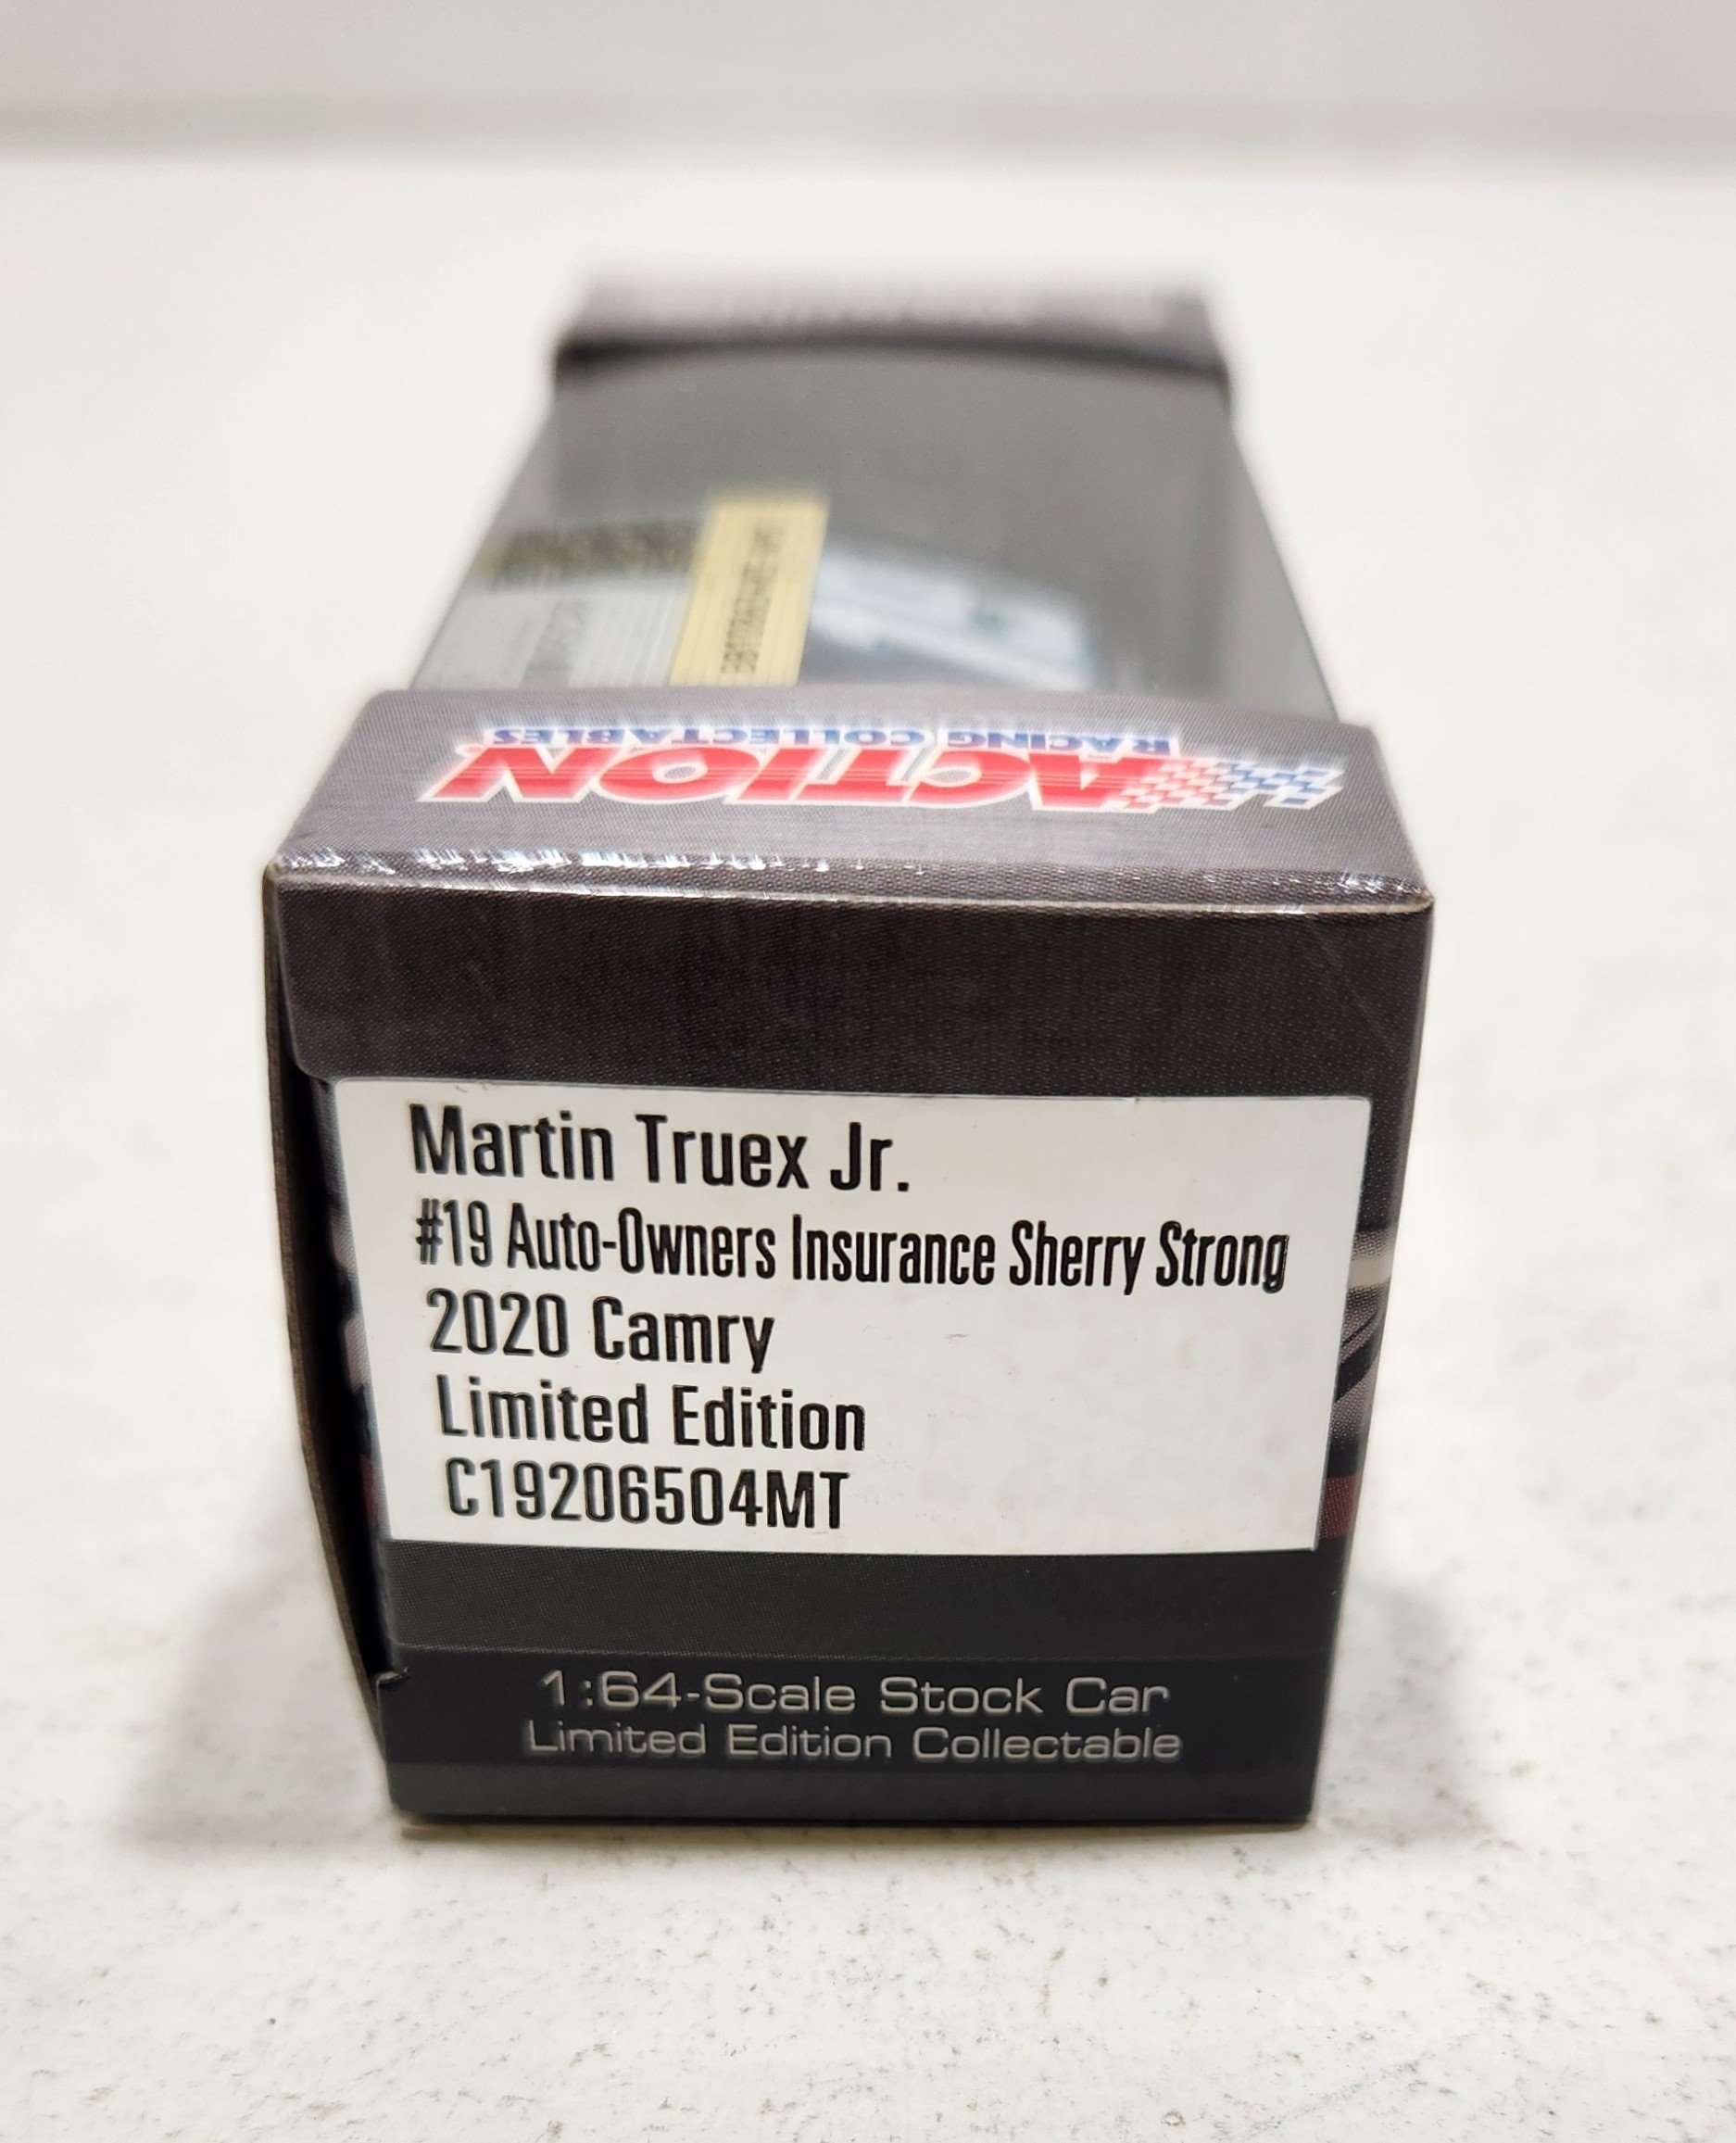 ACTION
RACING COLLECTABLES
Martin Truex Jr.
#19 Auto-Owners Insurance Sherry Strong
2020 Camry
Limited Edition
C19206504MT
1:64-Scale Stock Car
Limited Edition Collectable